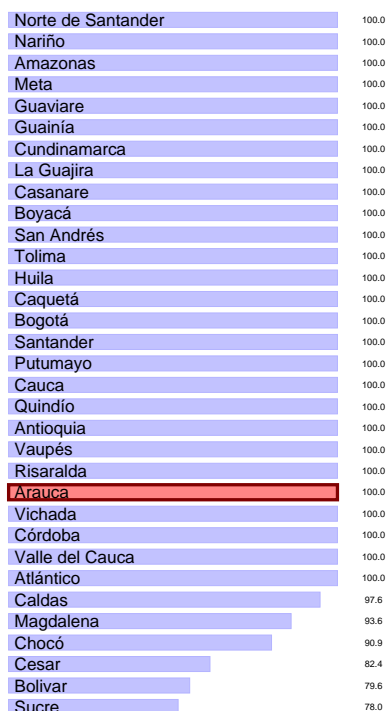 Norte de Santander 100.0
Nariño 100.0
Amazonas 100.0
Meta 100.0
Guaviare 100.0
Guainía 100.0
Cundinamarca 100.0
La Guajira 100.0
Casanare 100.0
Boyacá 100.0
San Andrés 100.0
Tolima 100.0
Huila 100.0
Caquetá 100.0
Bogotá 100.0
Santander 100.0
Putumayo 100.0
Cauca 100.0
Quindío 100.0
Antioquia 100.0
Vaupés 100.0
Risaralda 100.0
Arauca 100.0
Vichada 100.0
Córdoba 100.0
Valle del Cauca 100.0
Atlántico 100.0
Caldas 97.6
Magdalena 93.6
Chocó 90.9
Cesar 82.4
Bolivar 79.6
Sucre 78.0